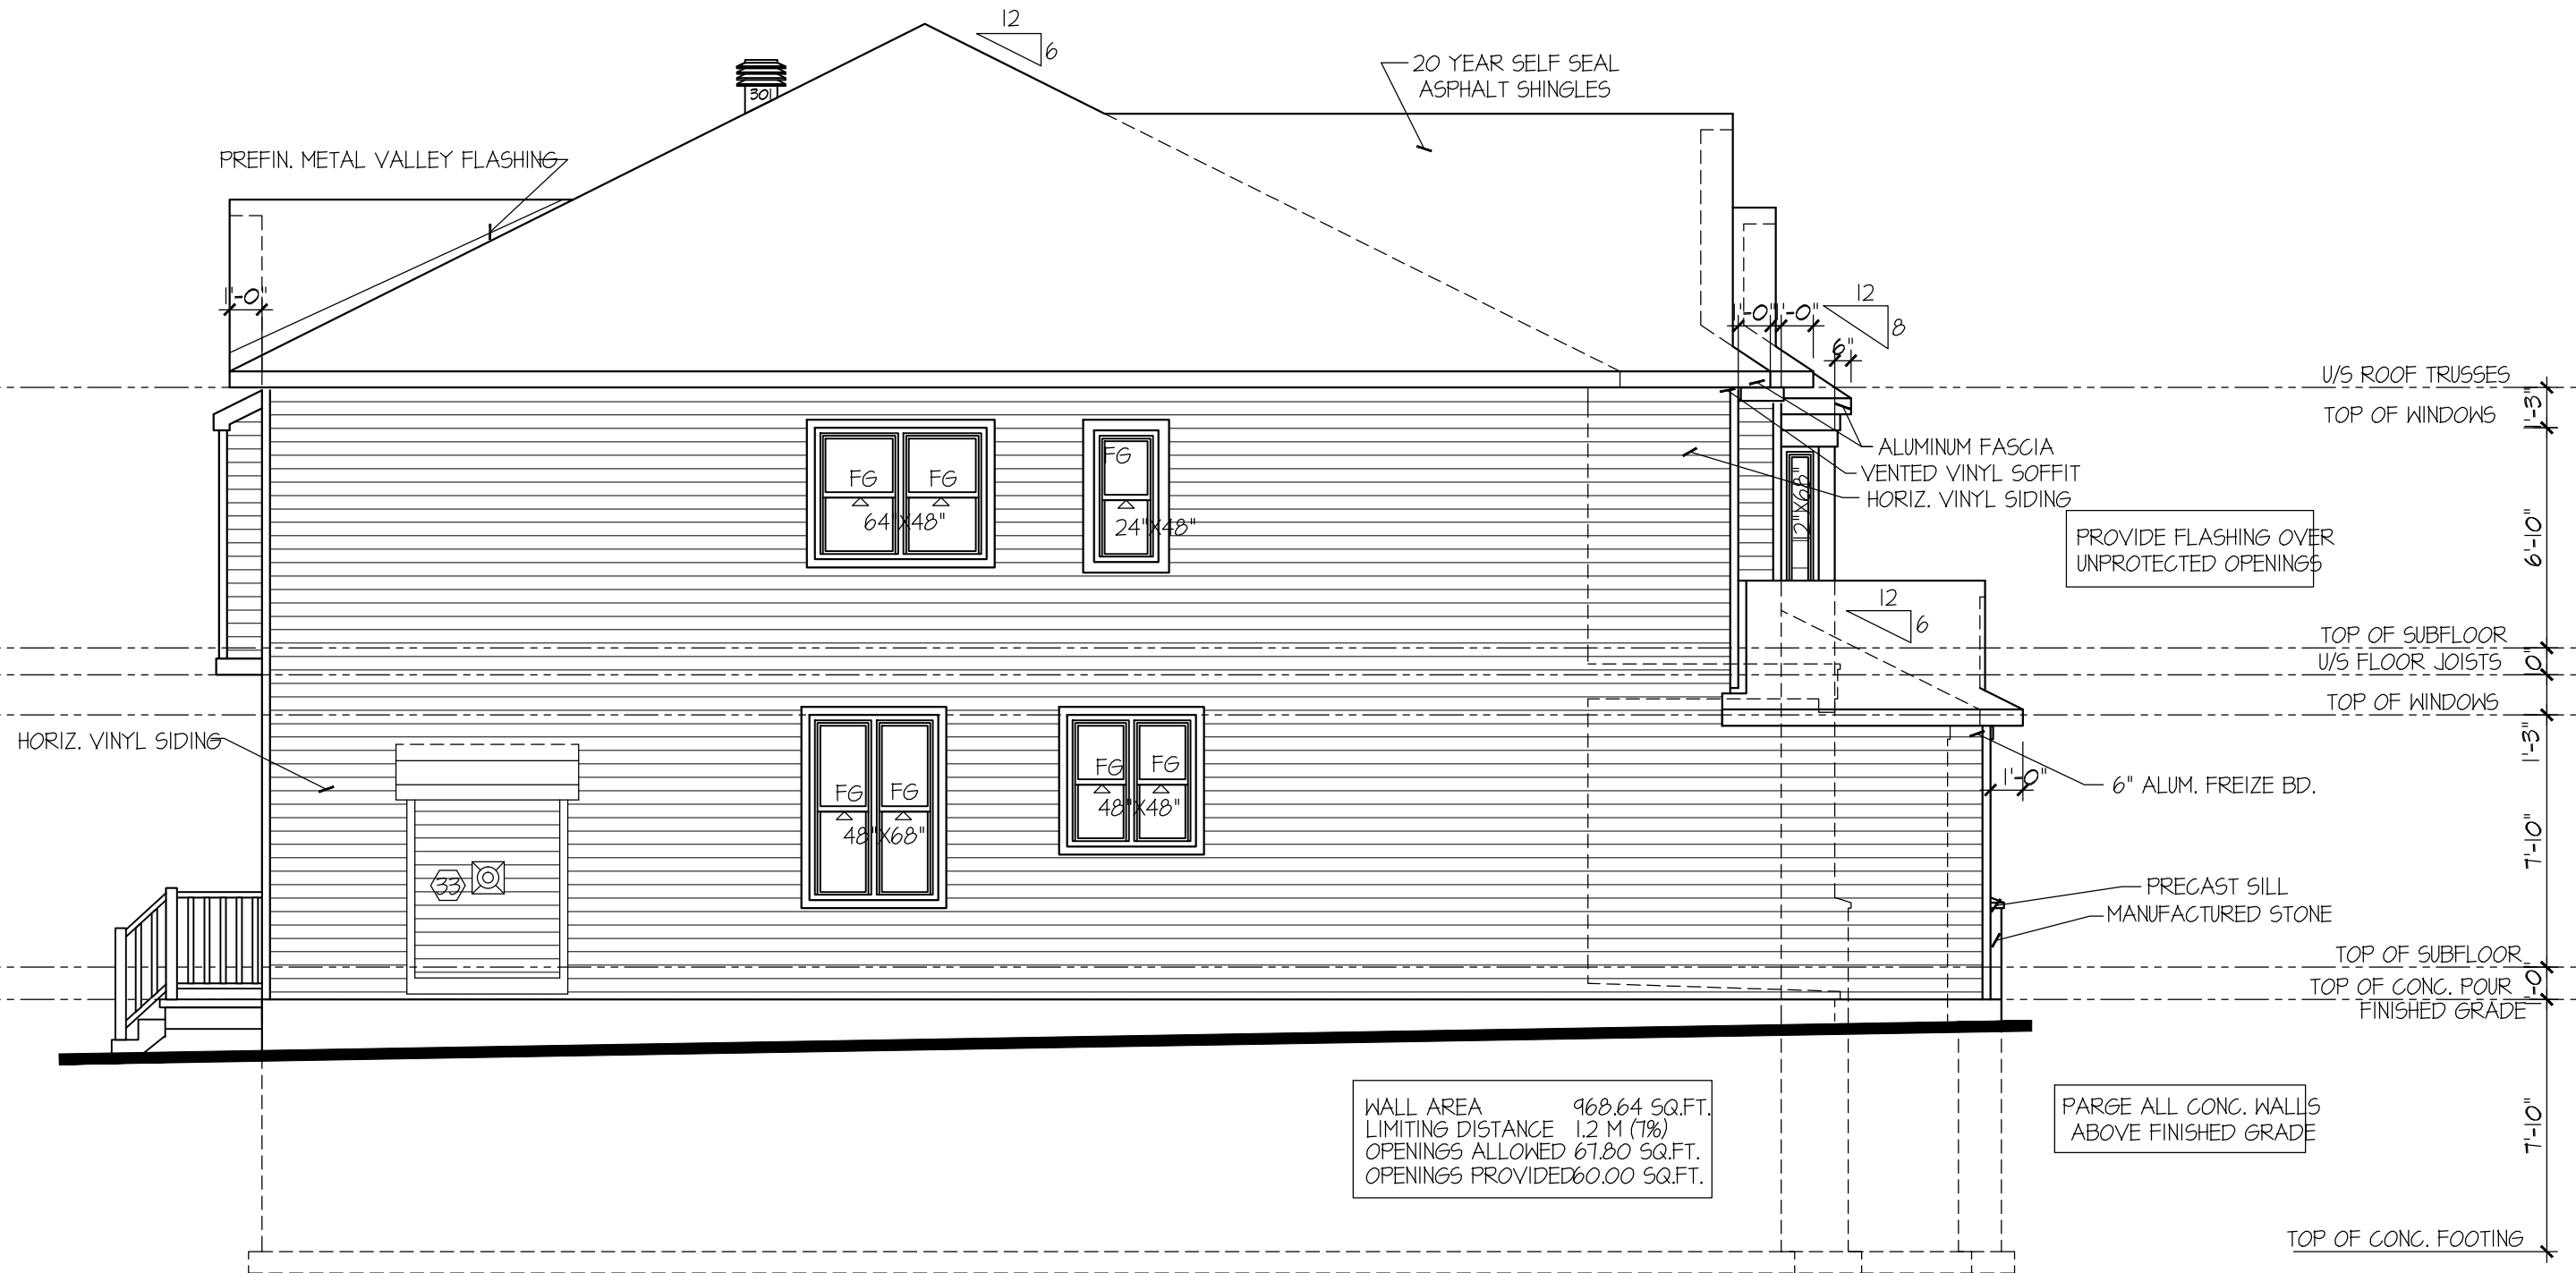 12
6
20 YEAR SELF SEAL
ASPHALT SHINGLES
301
PREFIN. METAL VALLEY FLASHING
1'-0"
12
8
1'-0"
1'-0"
6"
U/S ROOF TRUSSES
1'-3"
TOP OF WINDOWS
ALUMINUM FASCIA
VENTED VINYL SOFFIT
HORIZ. VINYL SIDING
FG
FG
64"X48"
FG
24"X48"
12"X68"
PROVIDE FLASHING OVER
UNPROTECTED OPENINGS
6'-10"
12
6
TOP OF SUBFLOOR
U/S FLOOR JOISTS
10"
TOP OF WINDOWS
1'-3"
HORIZ. VINYL SIDING
FG
FG
48"X68"
FG
FG
48"X48"
1'-0"
6" ALUM. FREIZE BD.
7'-10"
33
PRECAST SILL
MANUFACTURED STONE
TOP OF SUBFLOOR
1'-0"
TOP OF CONC. POUR
FINISHED GRADE
WALL AREA 968.64 SQ.FT.
LIMITING DISTANCE 1.2 M (7%)
OPENINGS ALLOWED 67.80 SQ.FT.
OPENINGS PROVIDED 60.00 SQ.FT.
PARGE ALL CONC. WALLS
ABOVE FINISHED GRADE
7'-10"
TOP OF CONC. FOOTING